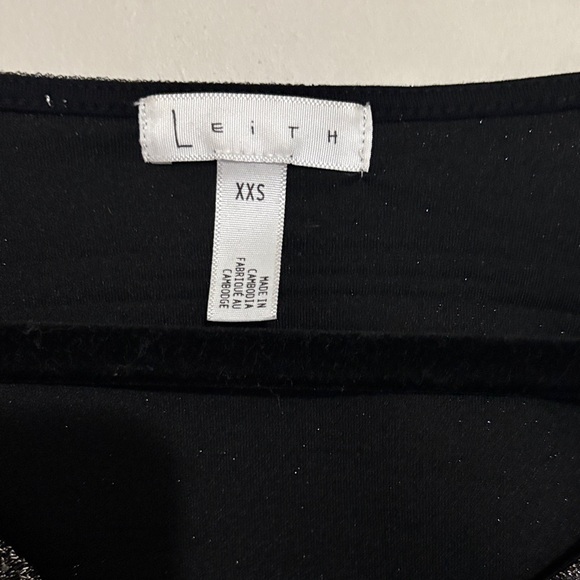 LEiTH
XXS
MADE IN
CAMBODIA
FABRIQUÉ AU
CAMBODGE